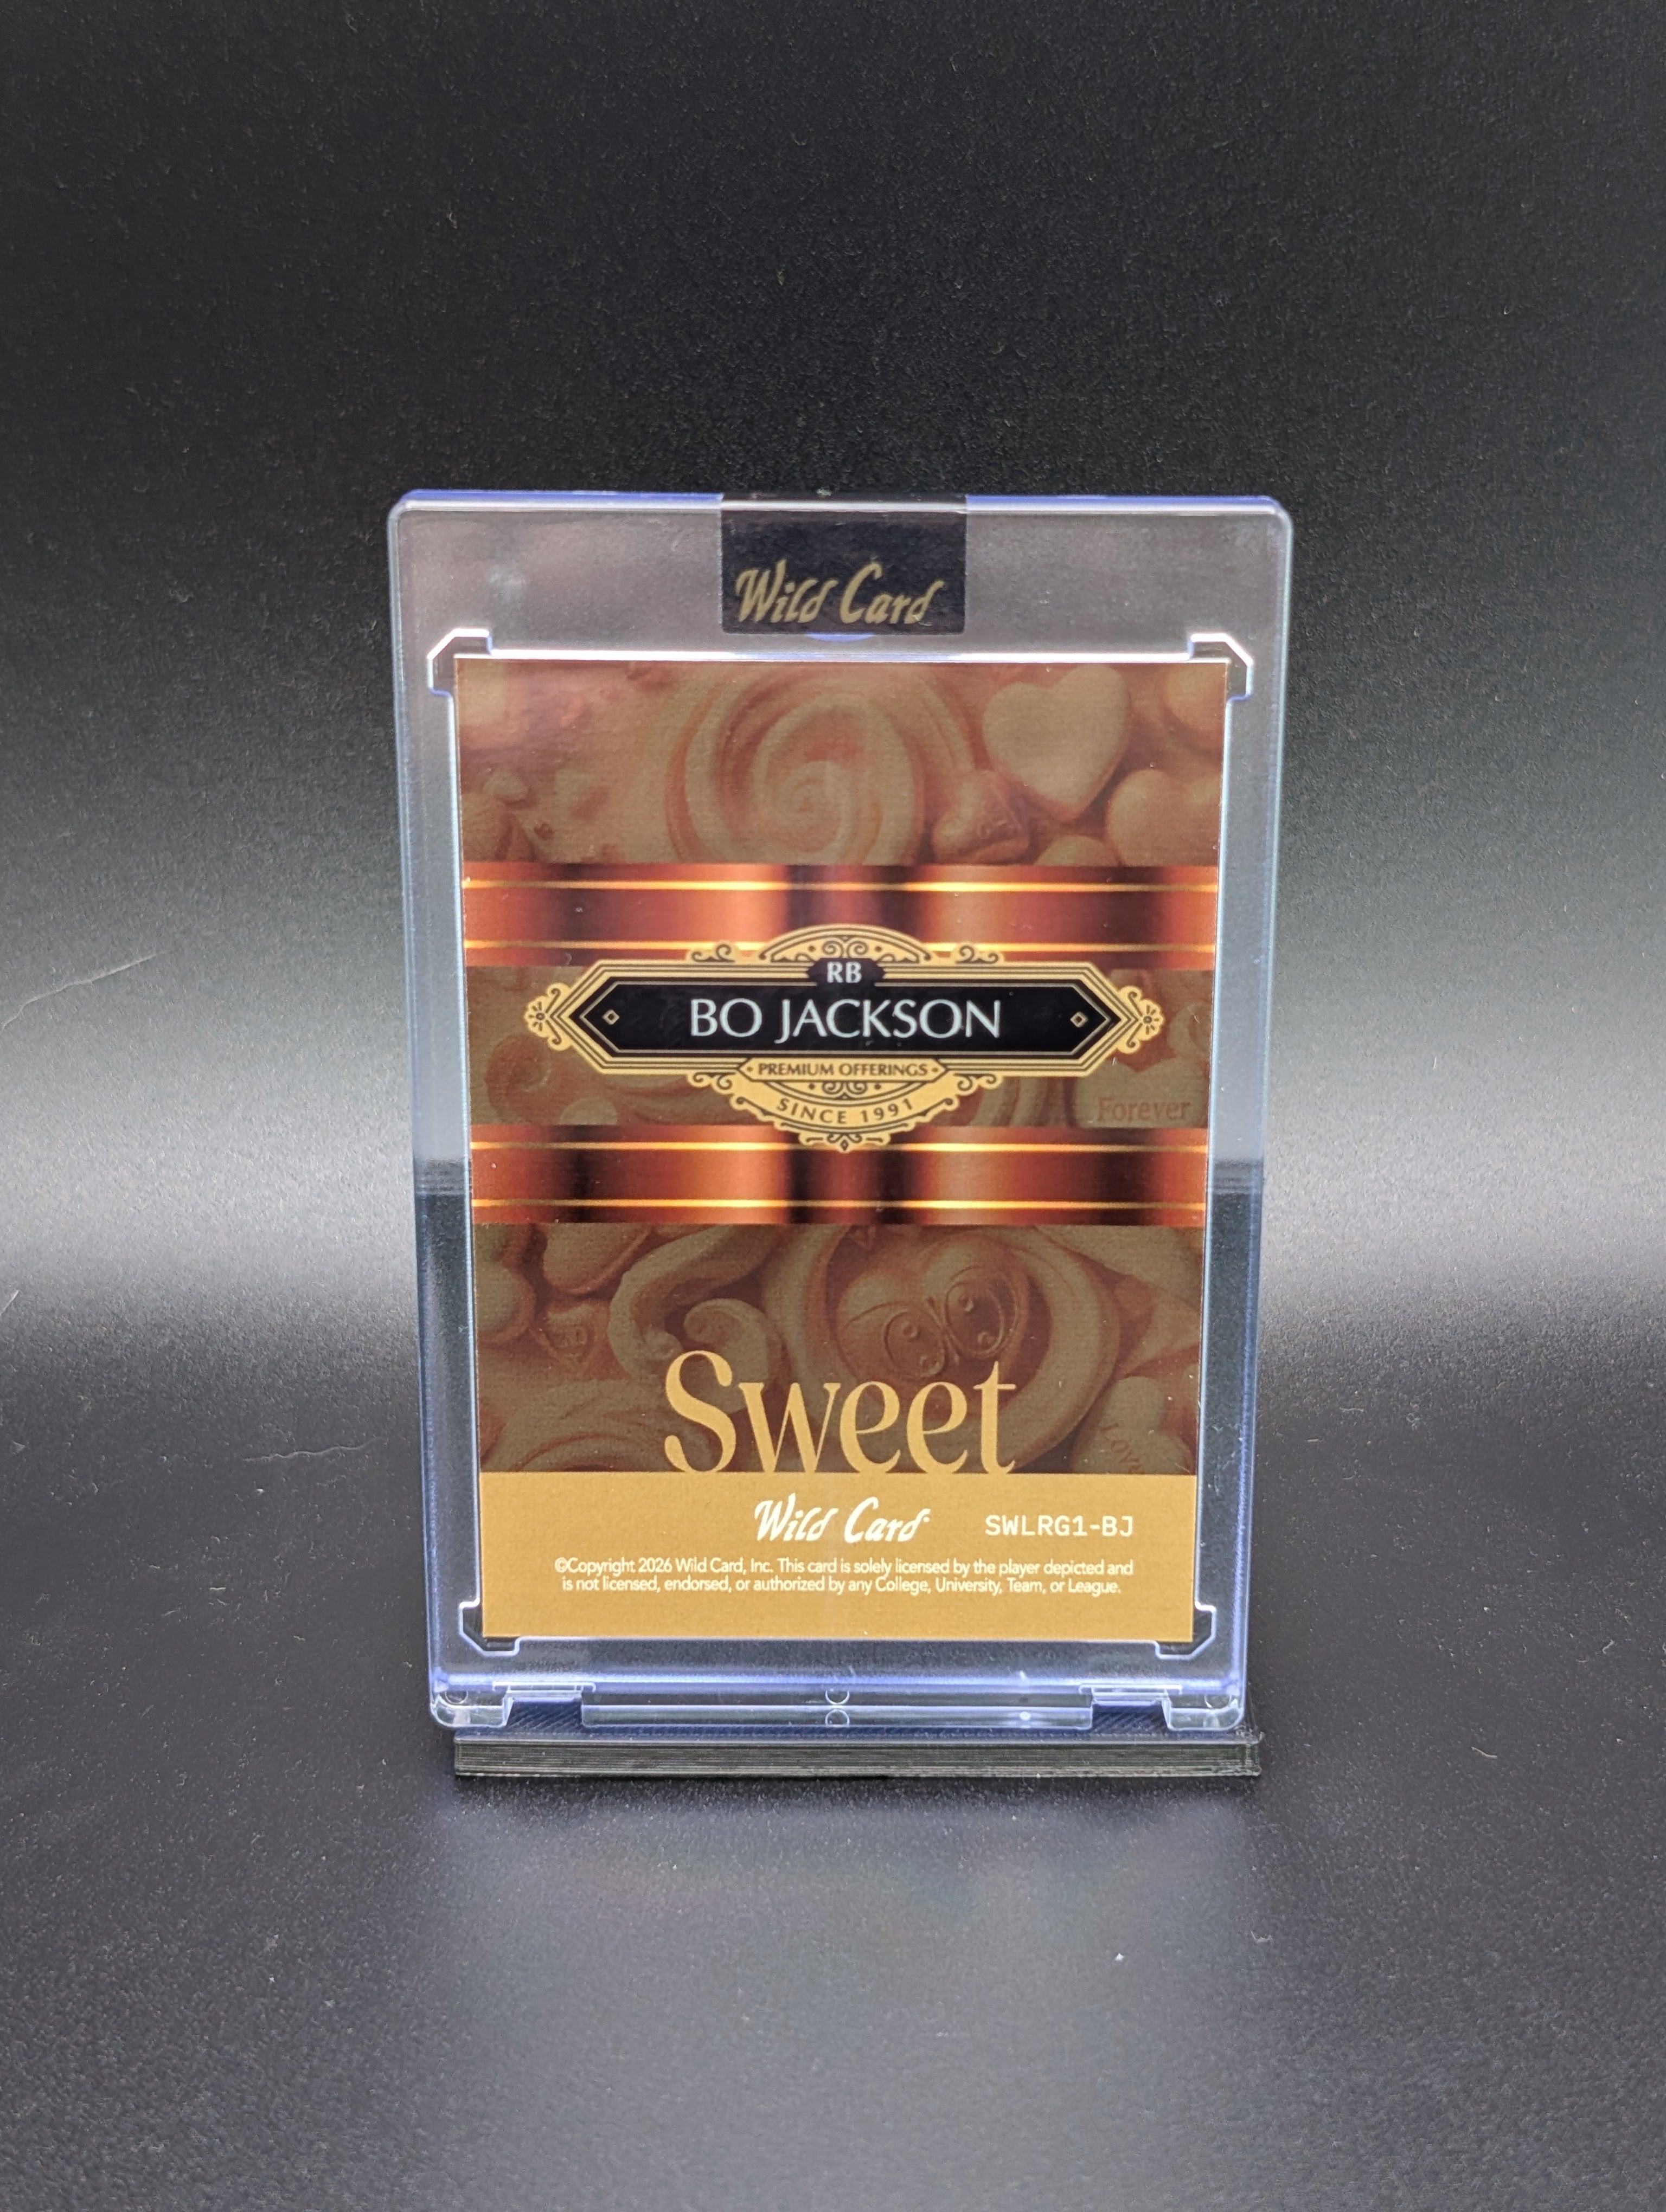 Wild Card
RB
BO JACKSON
PREMIUM OFFERINGS
SINCE 1991
Forever
Love
Sweet
Wild Card
SWLRG1-BJ
©Copyright 2026 Wild Card, Inc. This card is solely licensed by the player depicted and
is not licensed, endorsed, or authorized by any College, University, Team, or League.